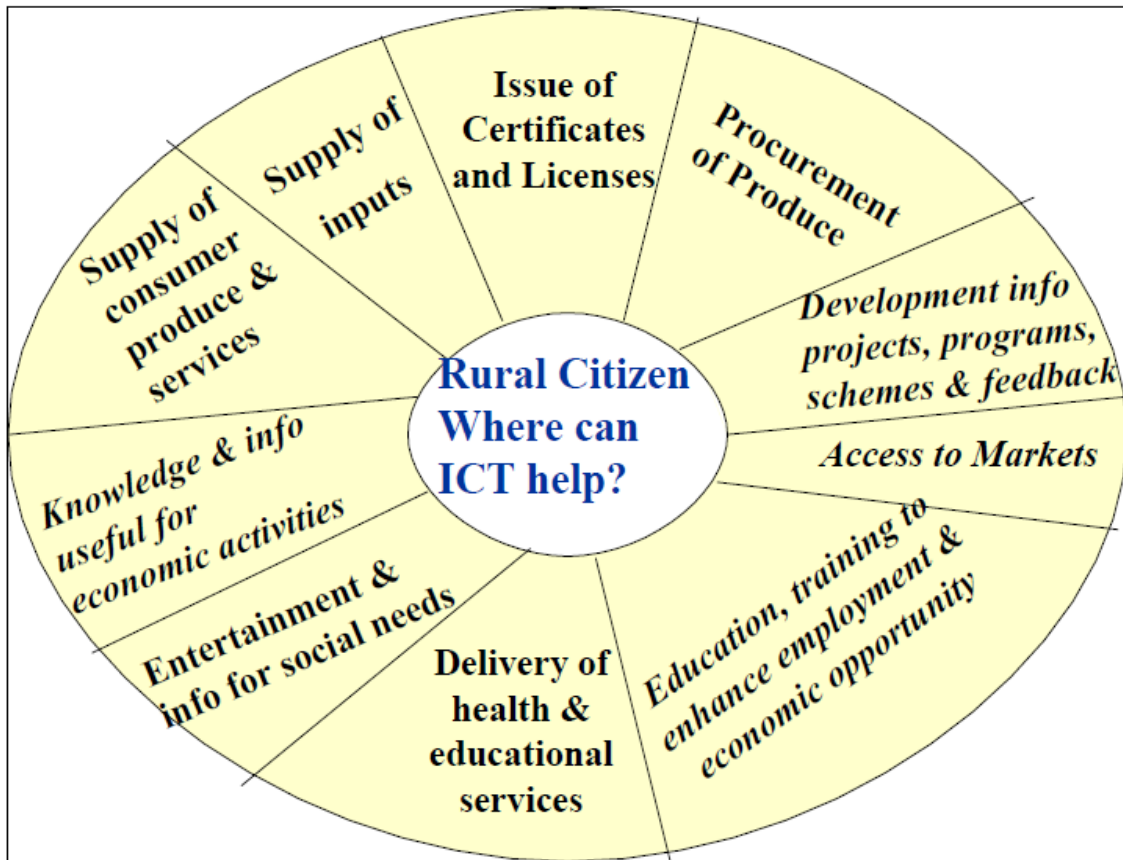 Issue of
Certificates
and Licenses
Procurement
of Produce
Development info
projects, programs,
schemes & feedback
Access to Markets
Education, training to
enhance employment &
economic opportunity
Delivery of
health &
educational
services
Entertainment &
info for social needs
Knowledge & info
useful for
economic activities
Supply of
consumer
produce &
services
Supply of
inputs
Rural Citizen
Where can
ICT help?